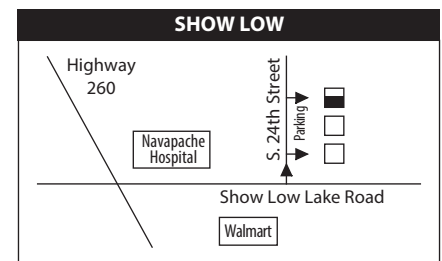 SHOW LOW
Highway
260
S. 24th Street
Parking
Navapache
Hospital
Show Low Lake Road
Walmart